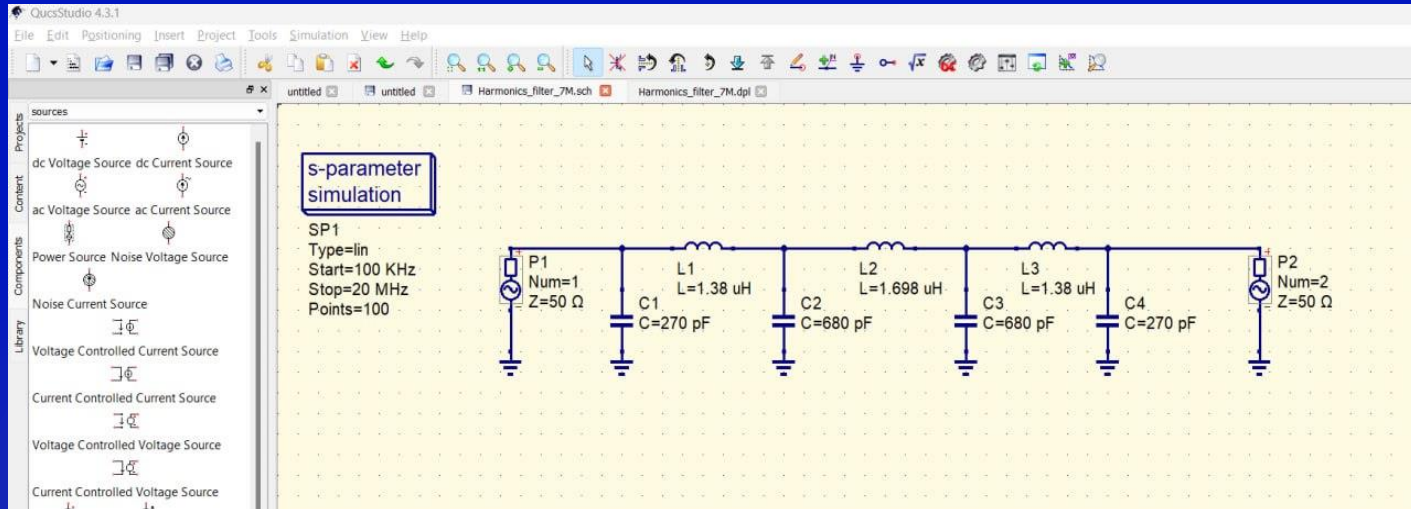 QucsStudio 4.3.1
File Edit Positioning Insert Project Tools Simulation View Help
untitled untitled Harmonics_filter_7M.sch Harmonics_filter_7M.dpl
Projects
Content
Components
Library
sources
dc Voltage Source dc Current Source
ac Voltage Source ac Current Source
Power Source Noise Voltage Source
Noise Current Source
Voltage Controlled Current Source
Current Controlled Current Source
Voltage Controlled Voltage Source
Current Controlled Voltage Source
s-parameter
simulation
SP1
Type=lin
Start=100 KHz
Stop=20 MHz
Points=100
P1
Num=1
Z=50 Ω
C1
C=270 pF
L1
L=1.38 uH
C2
C=680 pF
L2
L=1.698 uH
C3
C=680 pF
L3
L=1.38 uH
C4
C=270 pF
P2
Num=2
Z=50 Ω